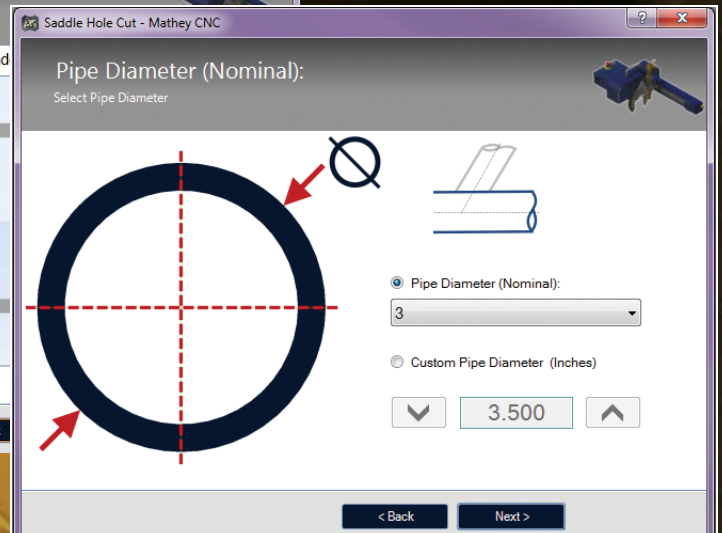 Saddle Hole Cut - Mathey CNC
Pipe Diameter (Nominal):
Select Pipe Diameter
Pipe Diameter (Nominal):
3
Custom Pipe Diameter (Inches)
3.500
< Back
Next >